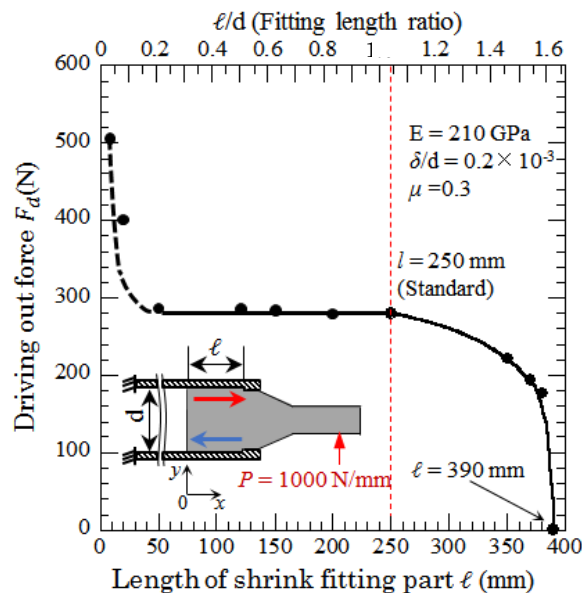 ℓ/d (Fitting length ratio)
0 0.2 0.4 0.6 0.8 1 1.2 1.4 1.6
600
500
400
300
200
100
0
Driving out force F_d(N)
E = 210 GPa
δ/d = 0.2× 10⁻³
μ =0.3
l = 250 mm
(Standard)
ℓ
d
P = 1000 N/mm
y
0 x
ℓ = 390 mm
0 50 100 150 200 250 300 350 400
Length of shrink fitting part ℓ (mm)